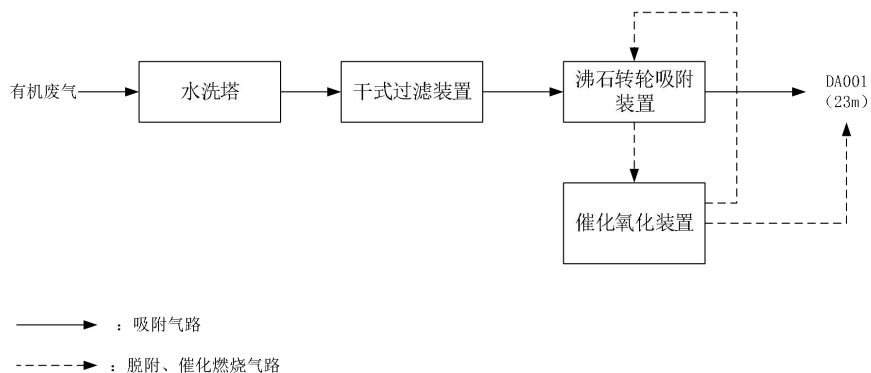 有机废气
水洗塔
干式过滤装置
沸石转轮吸附
装置
DA001
（23m）
催化氧化装置
：吸附气路
：脱附、催化燃烧气路